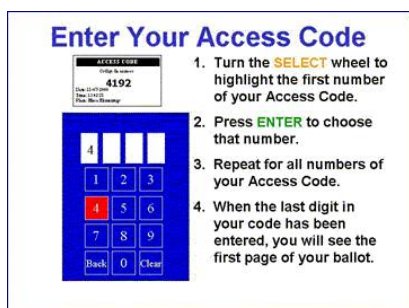 Enter Your Access Code
ACCESS CODE
4192
1. Turn the SELECT wheel to
highlight the first number
of your Access Code.
2. Press ENTER to choose
that number.
3. Repeat for all numbers of
your Access Code.
4. When the last digit in
your code has been
entered, you will see the
first page of your ballot.
4
1 2 3
4 5 6
7 8 9
Back 0 Clear